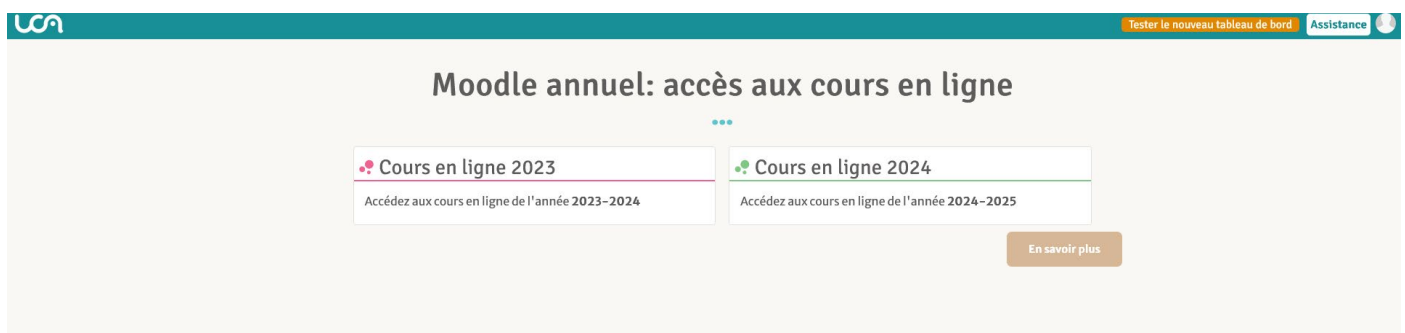 uca
Tester le nouveau tableau de bord Assistance
Moodle annuel: accès aux cours en ligne
Cours en ligne 2023
Accédez aux cours en ligne de l'année 2023-2024
Cours en ligne 2024
Accédez aux cours en ligne de l'année 2024-2025
En savoir plus